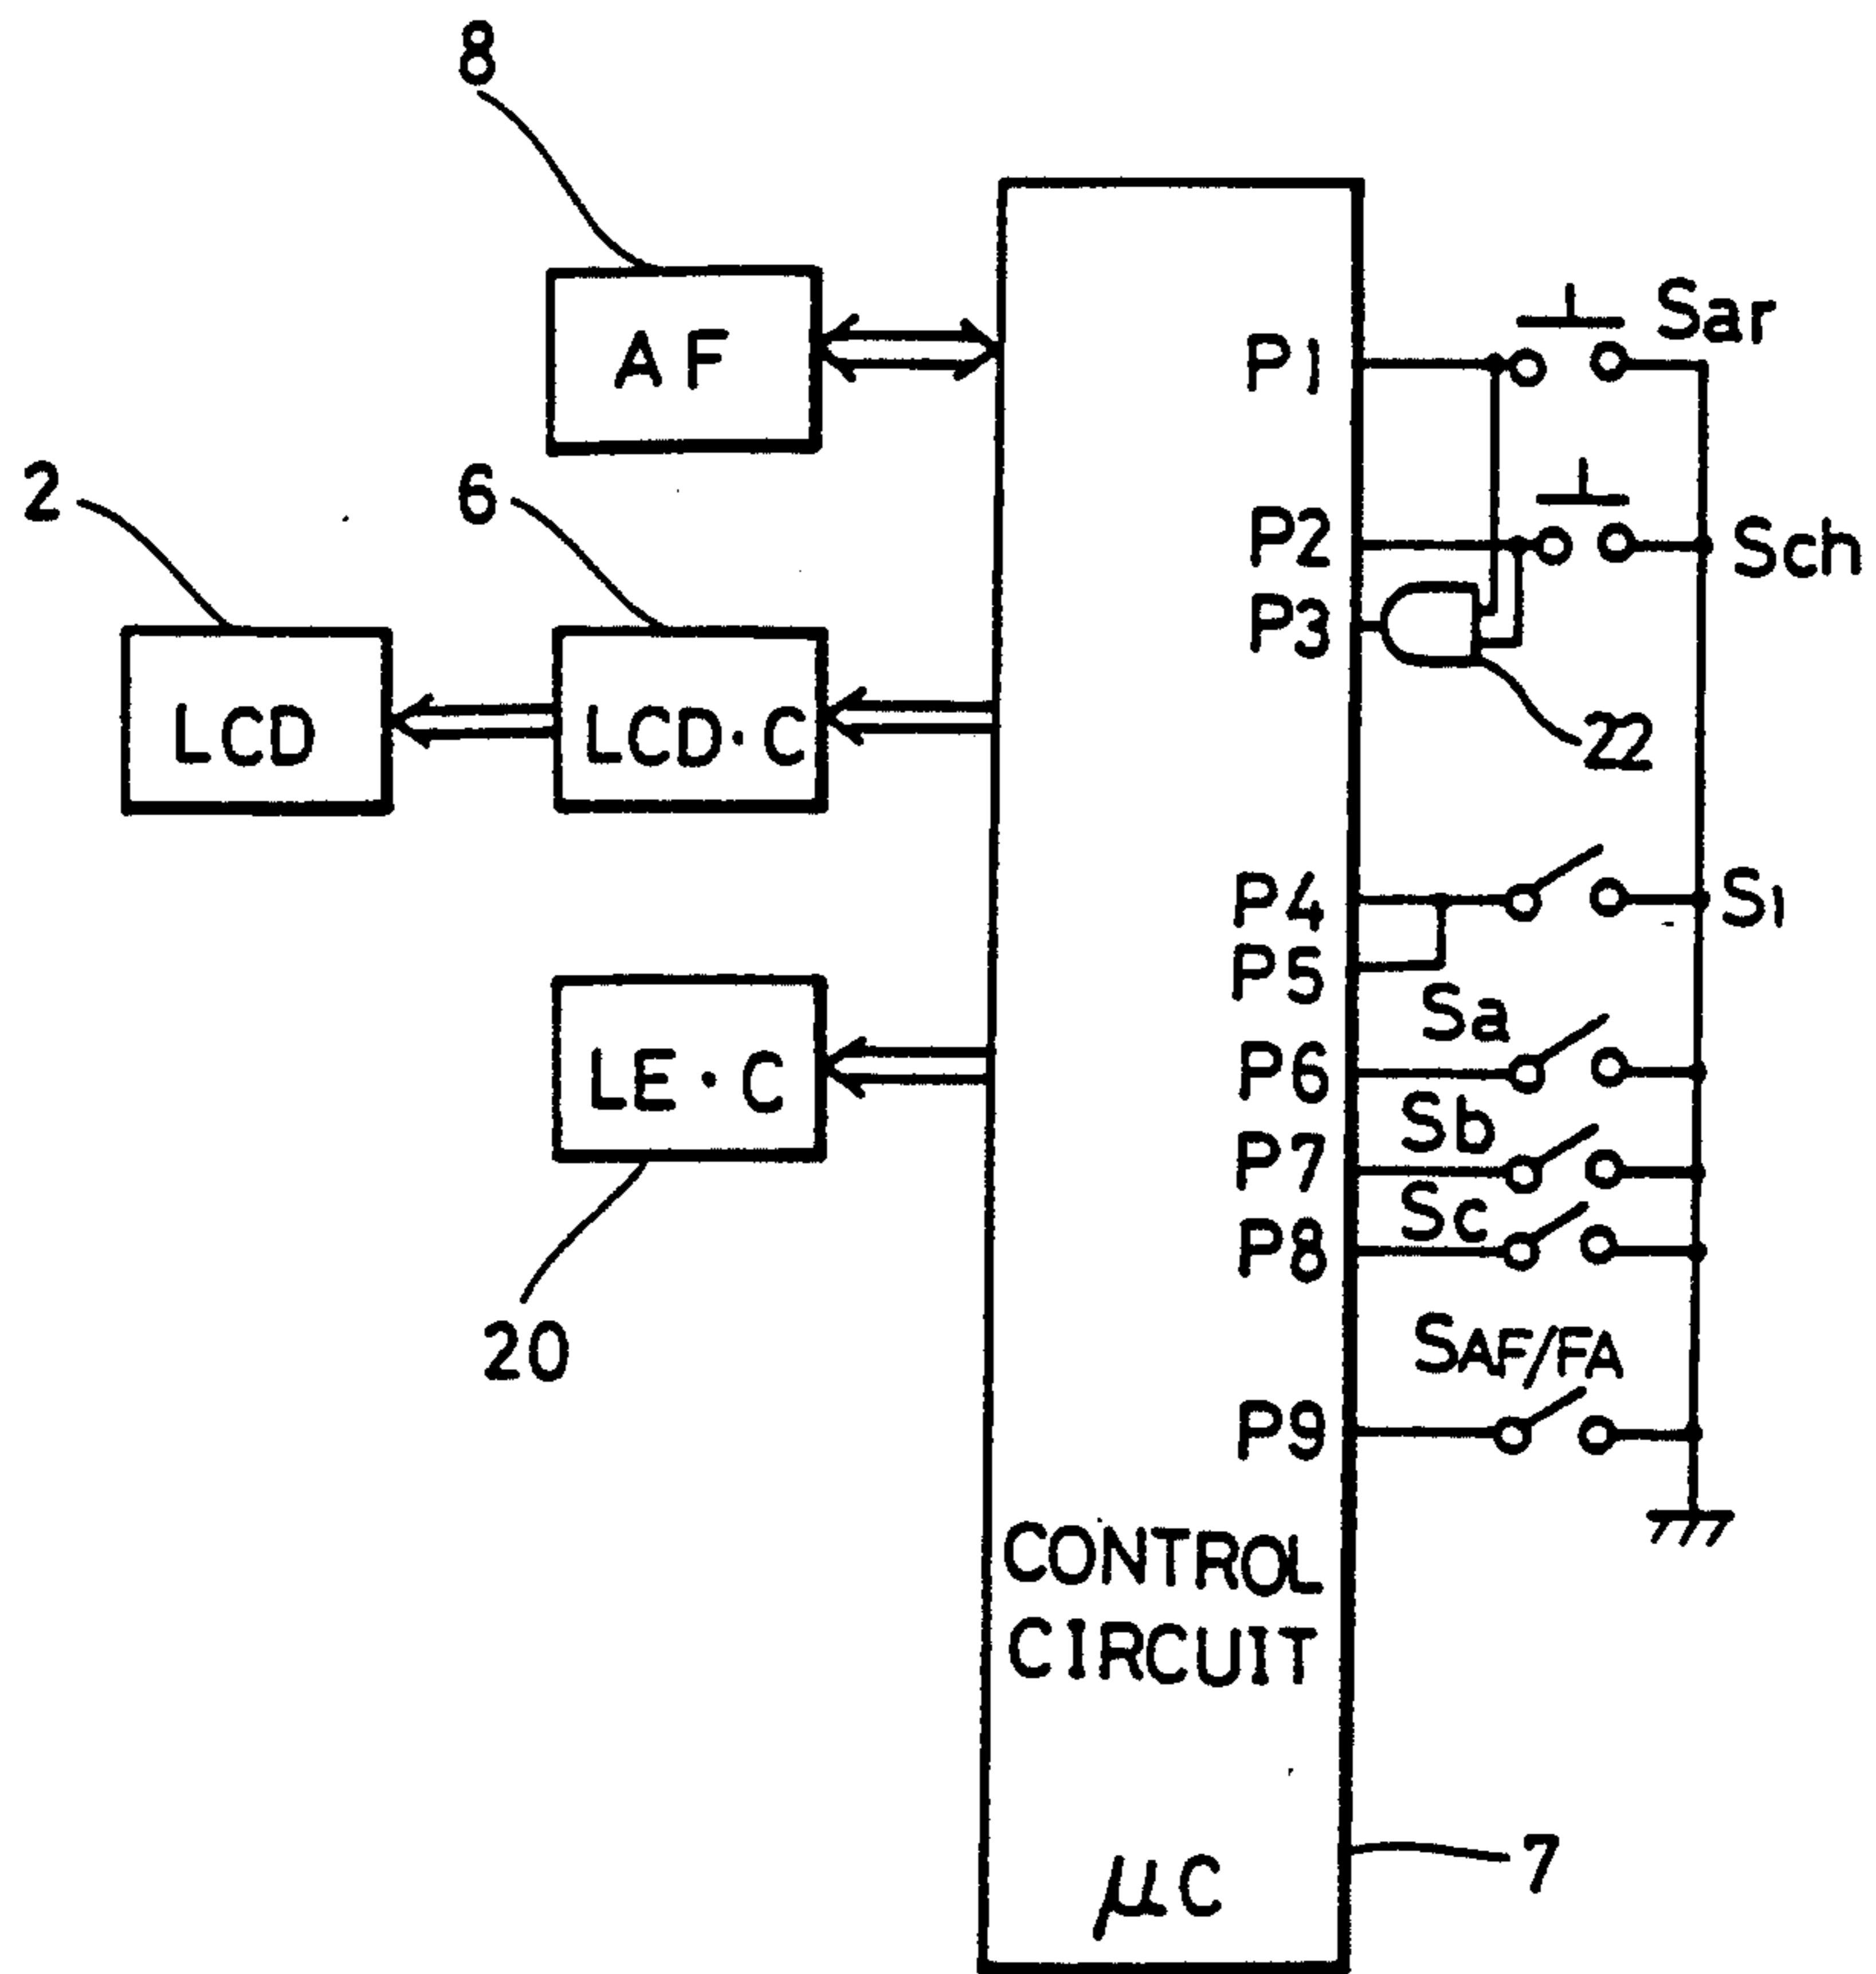 8
AF
P1
Sar
2
6
P2
Sch
P3
LCD
LCD·C
22
P4
S1
P5
Sa
LE·C
P6
Sb
P7
Sc
P8
20
SAF/FA
P9
CONTROL
CIRCUIT
μC
7